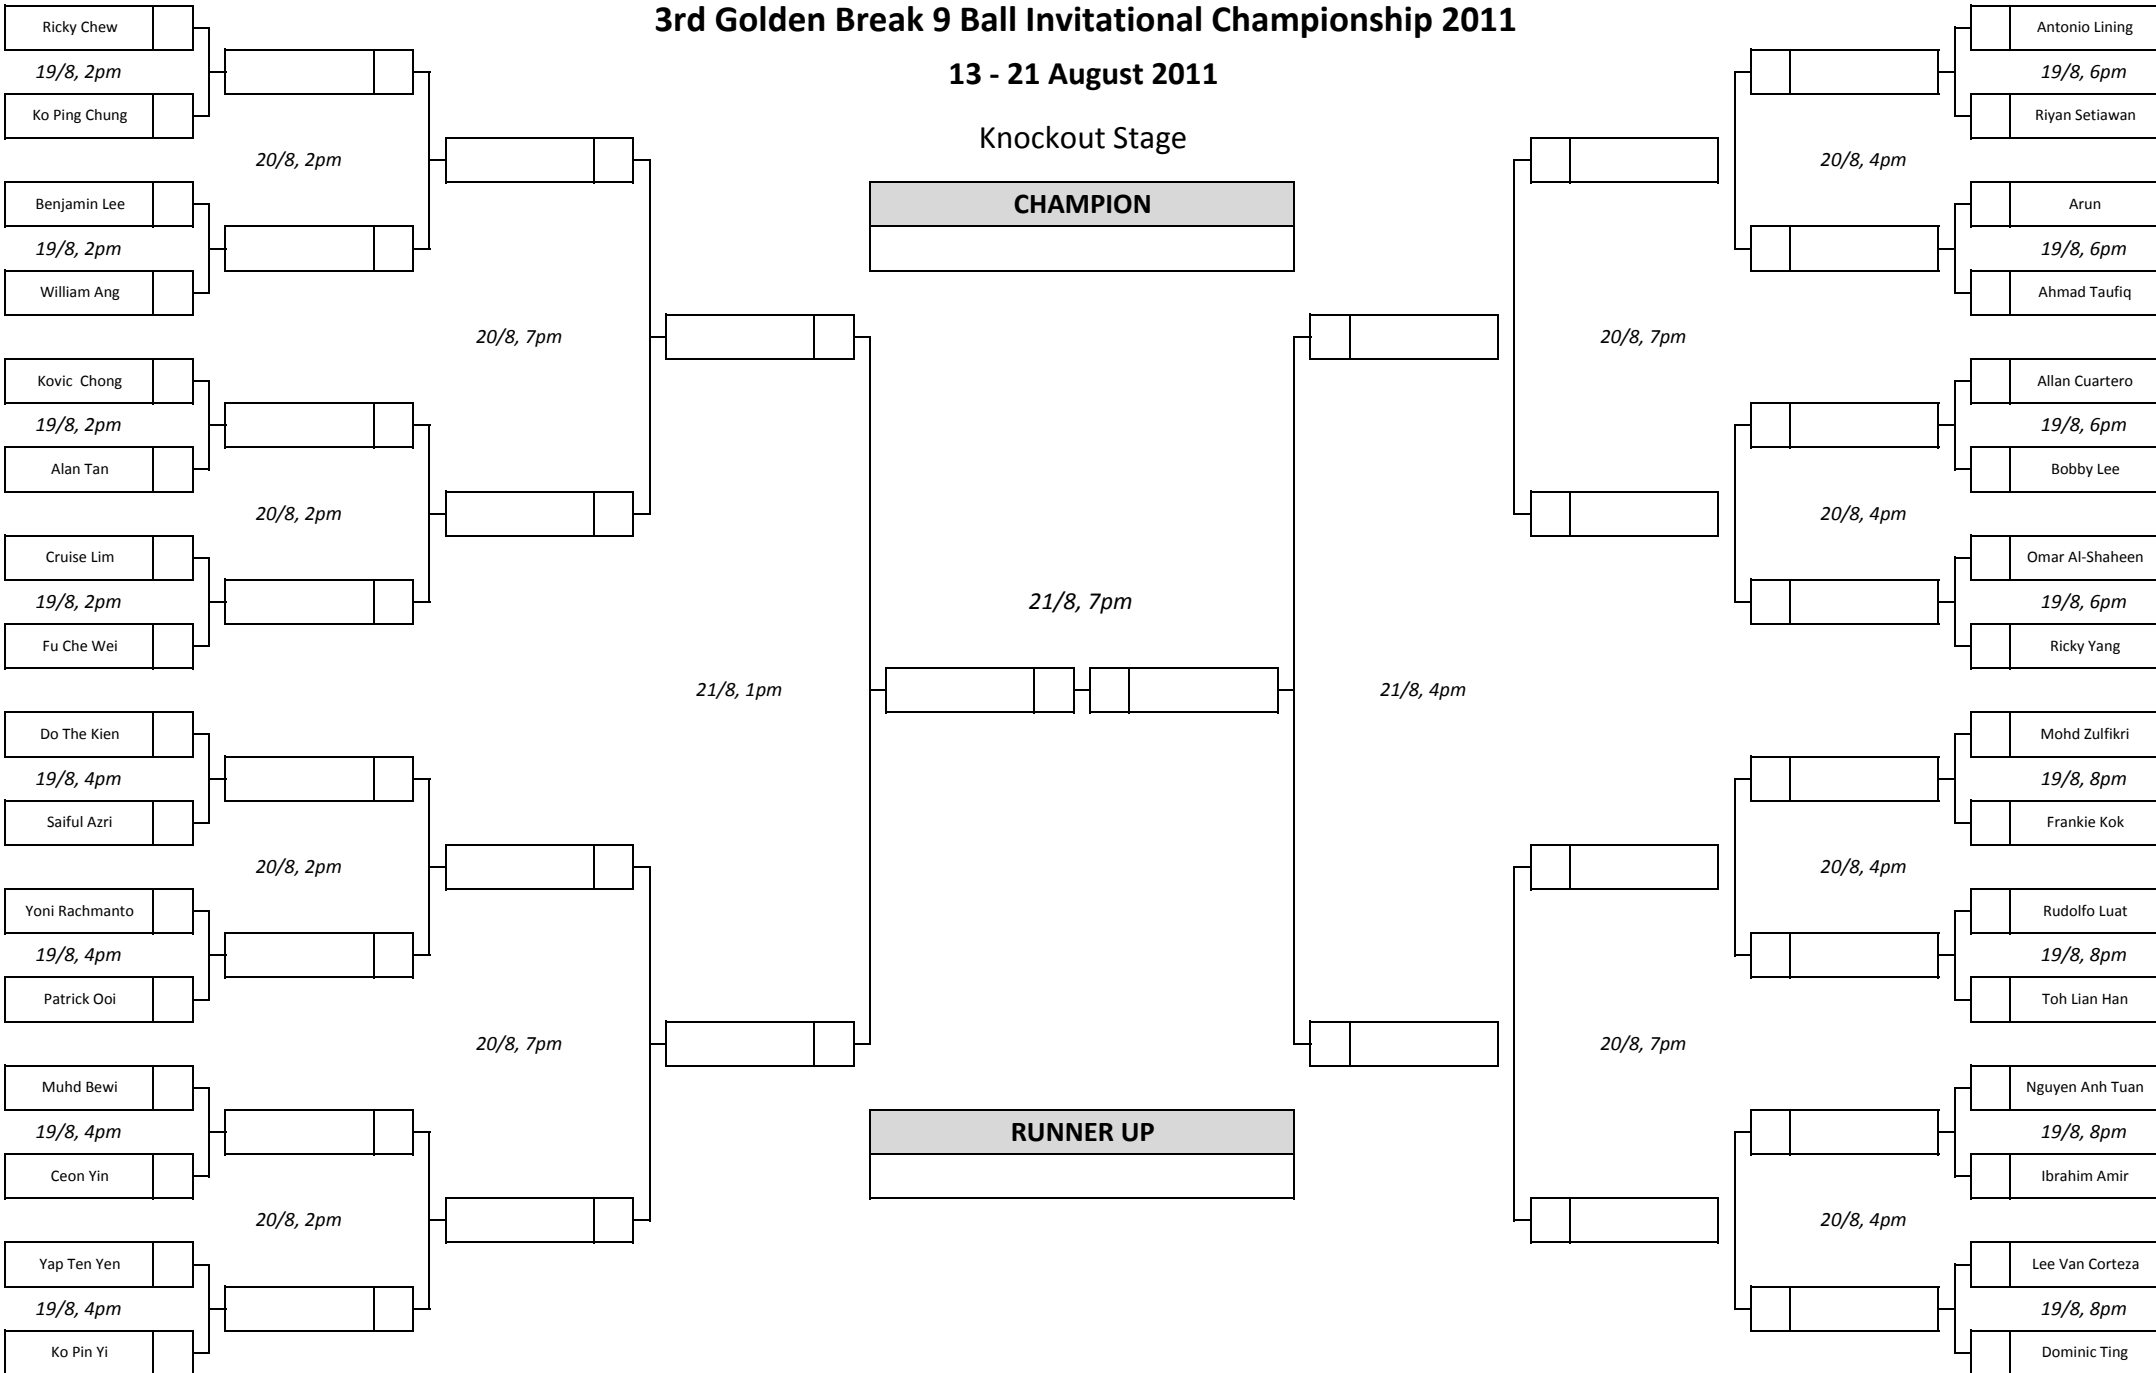 3rd Golden Break 9 Ball Invitational Championship 2011
13 - 21 August 2011
Knockout Stage
CHAMPION
RUNNER UP
Ricky Chew
19/8, 2pm
Ko Ping Chung
Benjamin Lee
19/8, 2pm
William Ang
Kovic  Chong
19/8, 2pm
Alan Tan
Cruise Lim
19/8, 2pm
Fu Che Wei
Do The Kien
19/8, 4pm
Saiful Azri
Yoni Rachmanto
19/8, 4pm
Patrick Ooi
Muhd Bewi
19/8, 4pm
Ceon Yin
Yap Ten Yen
19/8, 4pm
Ko Pin Yi
20/8, 2pm
20/8, 2pm
20/8, 2pm
20/8, 2pm
20/8, 7pm
20/8, 7pm
21/8, 1pm
21/8, 7pm
21/8, 4pm
20/8, 7pm
20/8, 7pm
20/8, 4pm
20/8, 4pm
20/8, 4pm
20/8, 4pm
Antonio Lining
19/8, 6pm
Riyan Setiawan
Arun
19/8, 6pm
Ahmad Taufiq
Allan Cuartero
19/8, 6pm
Bobby Lee
Omar Al-Shaheen
19/8, 6pm
Ricky Yang
Mohd Zulfikri
19/8, 8pm
Frankie Kok
Rudolfo Luat
19/8, 8pm
Toh Lian Han
Nguyen Anh Tuan
19/8, 8pm
Ibrahim Amir
Lee Van Corteza
19/8, 8pm
Dominic Ting